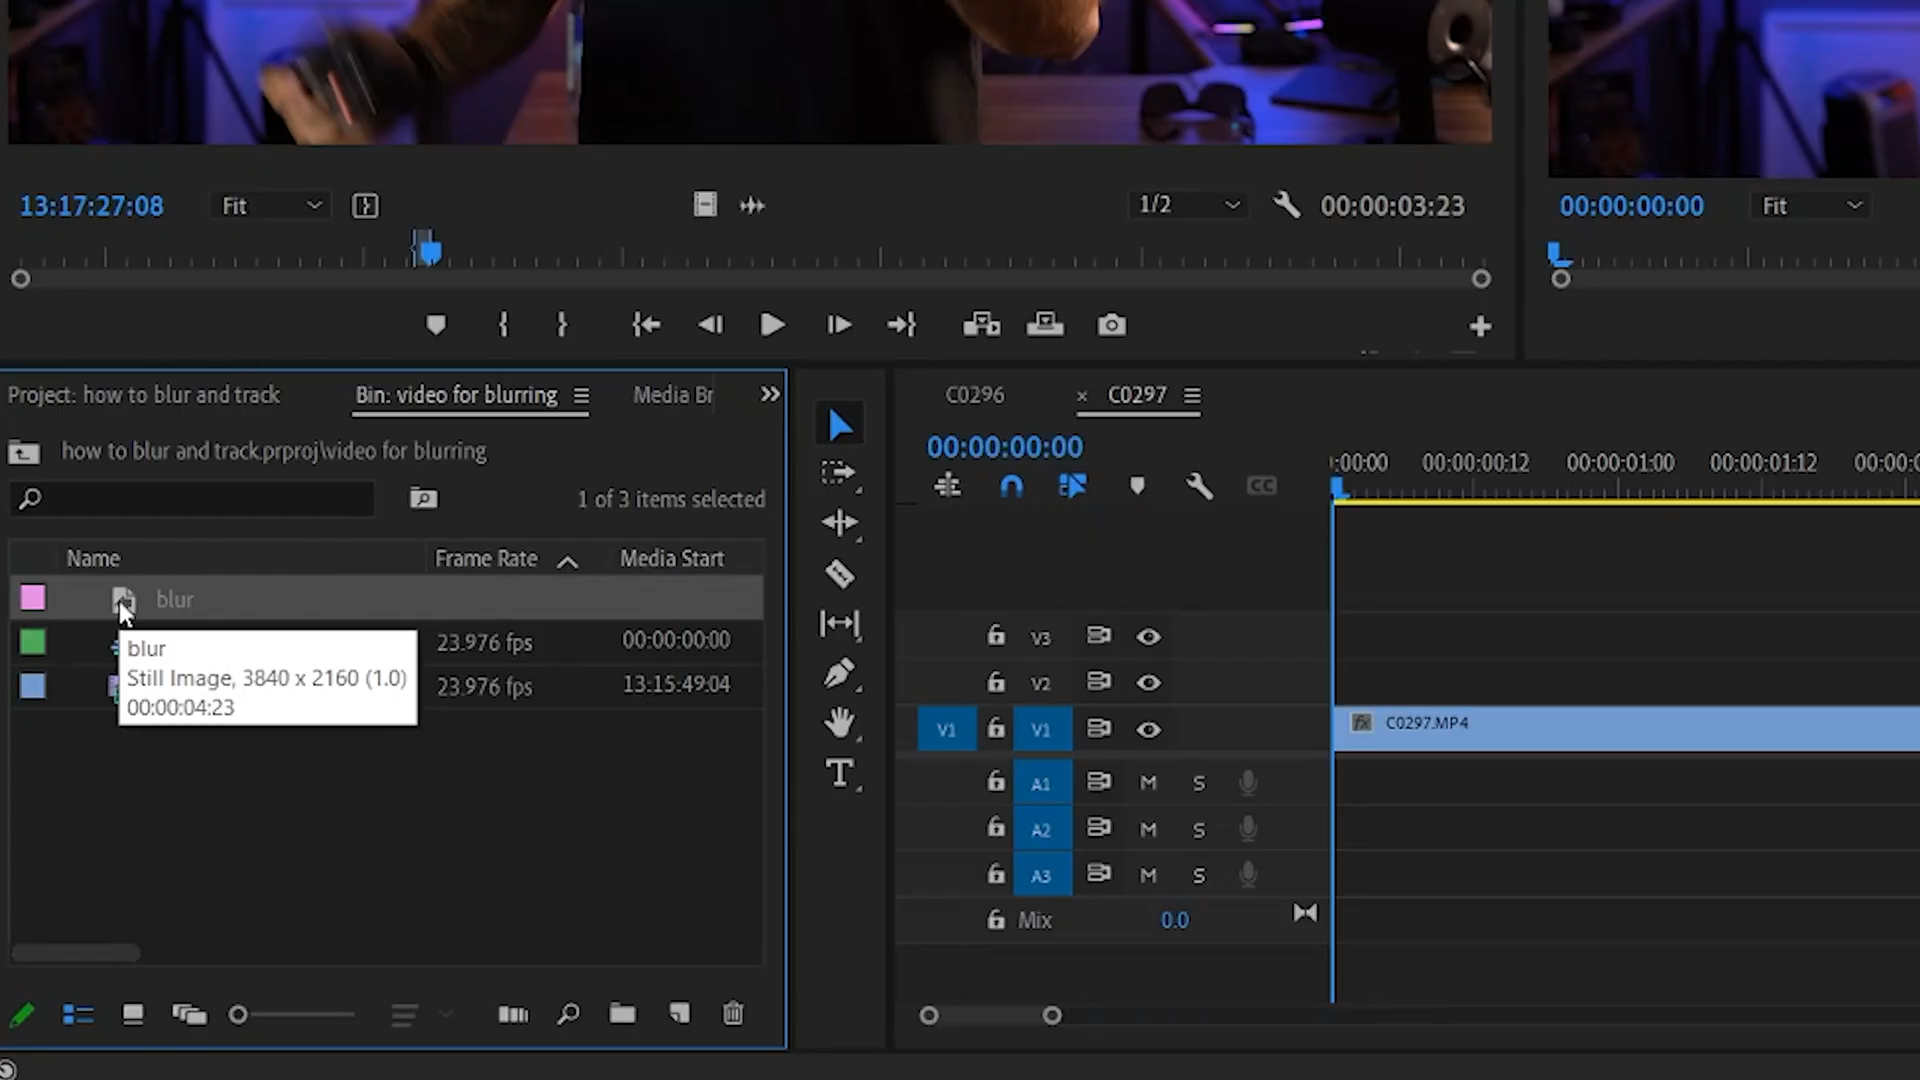 13:17:27:08 Fit 1/2 00:00:03:23 00:00:00:00 Fit
Project: how to blur and track Bin: video for blurring Media Br
how to blur and track.prproj\video for blurring
1 of 3 items selected
Name Frame Rate Media Start
blur
23.976 fps 00:00:00:00
23.976 fps 13:15:49:04
blur
Still Image, 3840 x 2160 (1.0)
00:00:04:23
C0296 × C0297
00:00:00:00
:00:00 00:00:00:12 00:00:01:00 00:00:01:12 00:00:0
CC
V3
V2
V1 V1 fx C0297.MP4
A1 M S
A2 M S
A3 M S
Mix 0.0
T